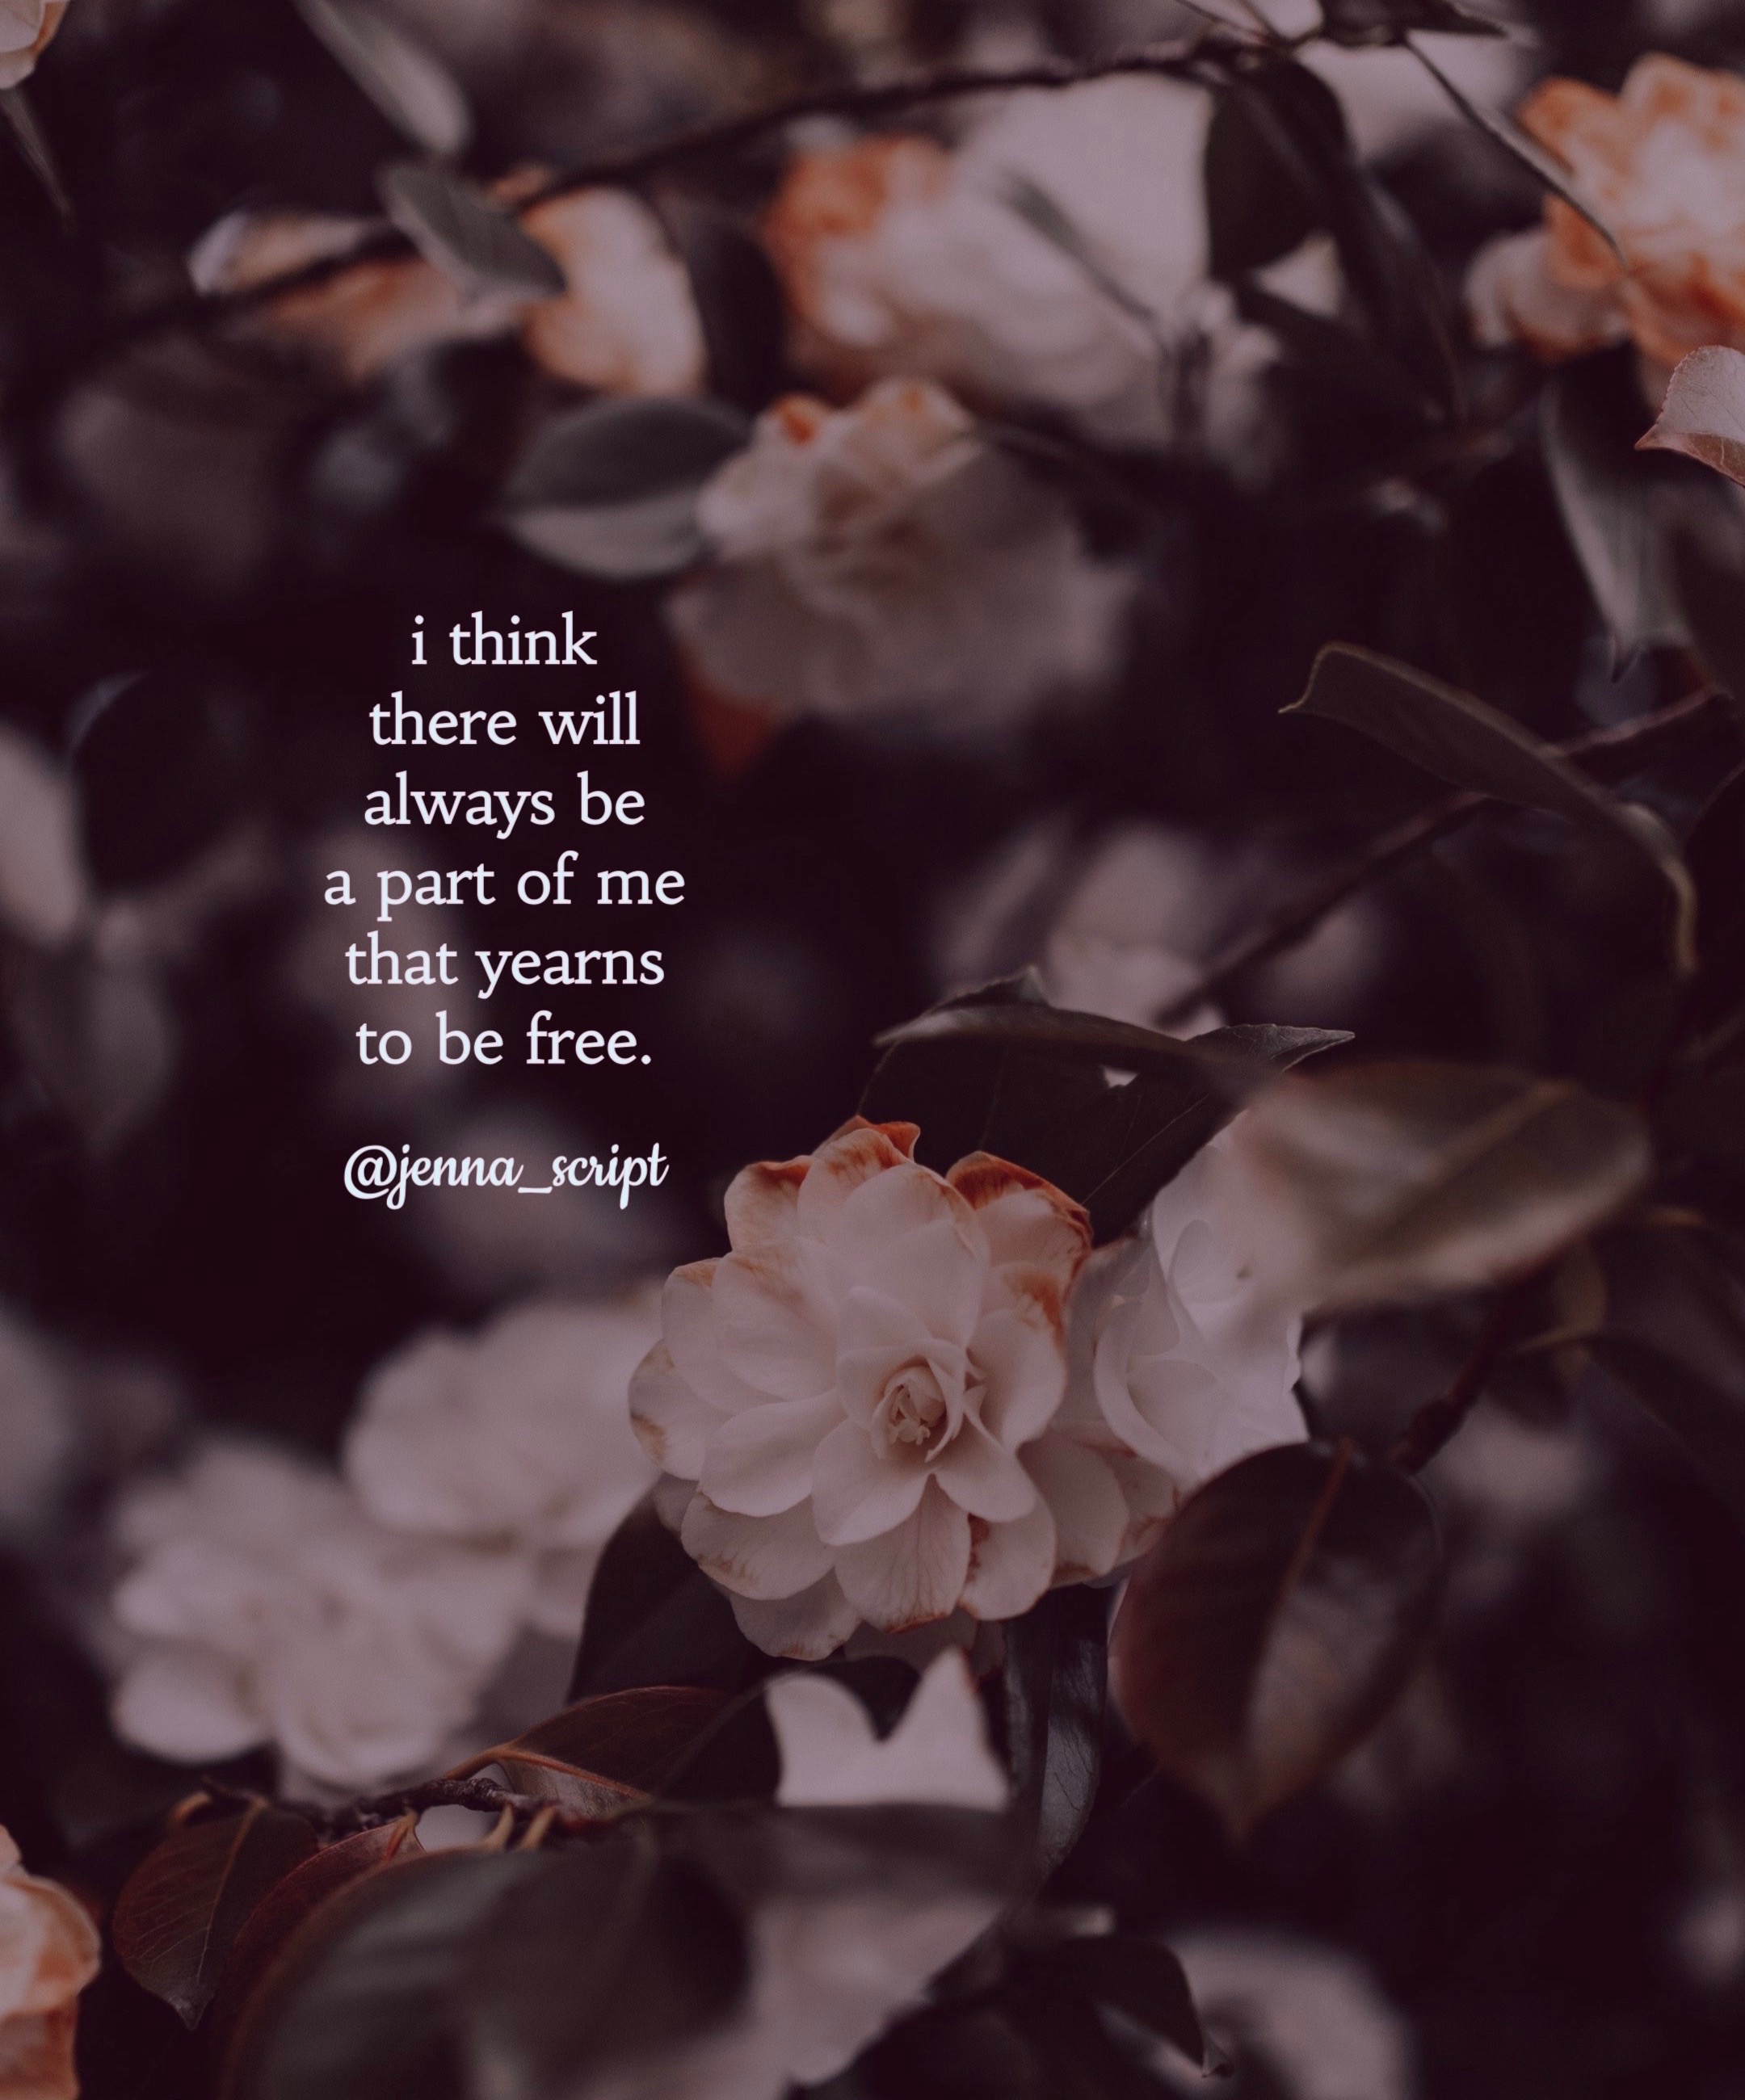 i think
there will
always be
a part of me
that yearns
to be free.
@jenna_script